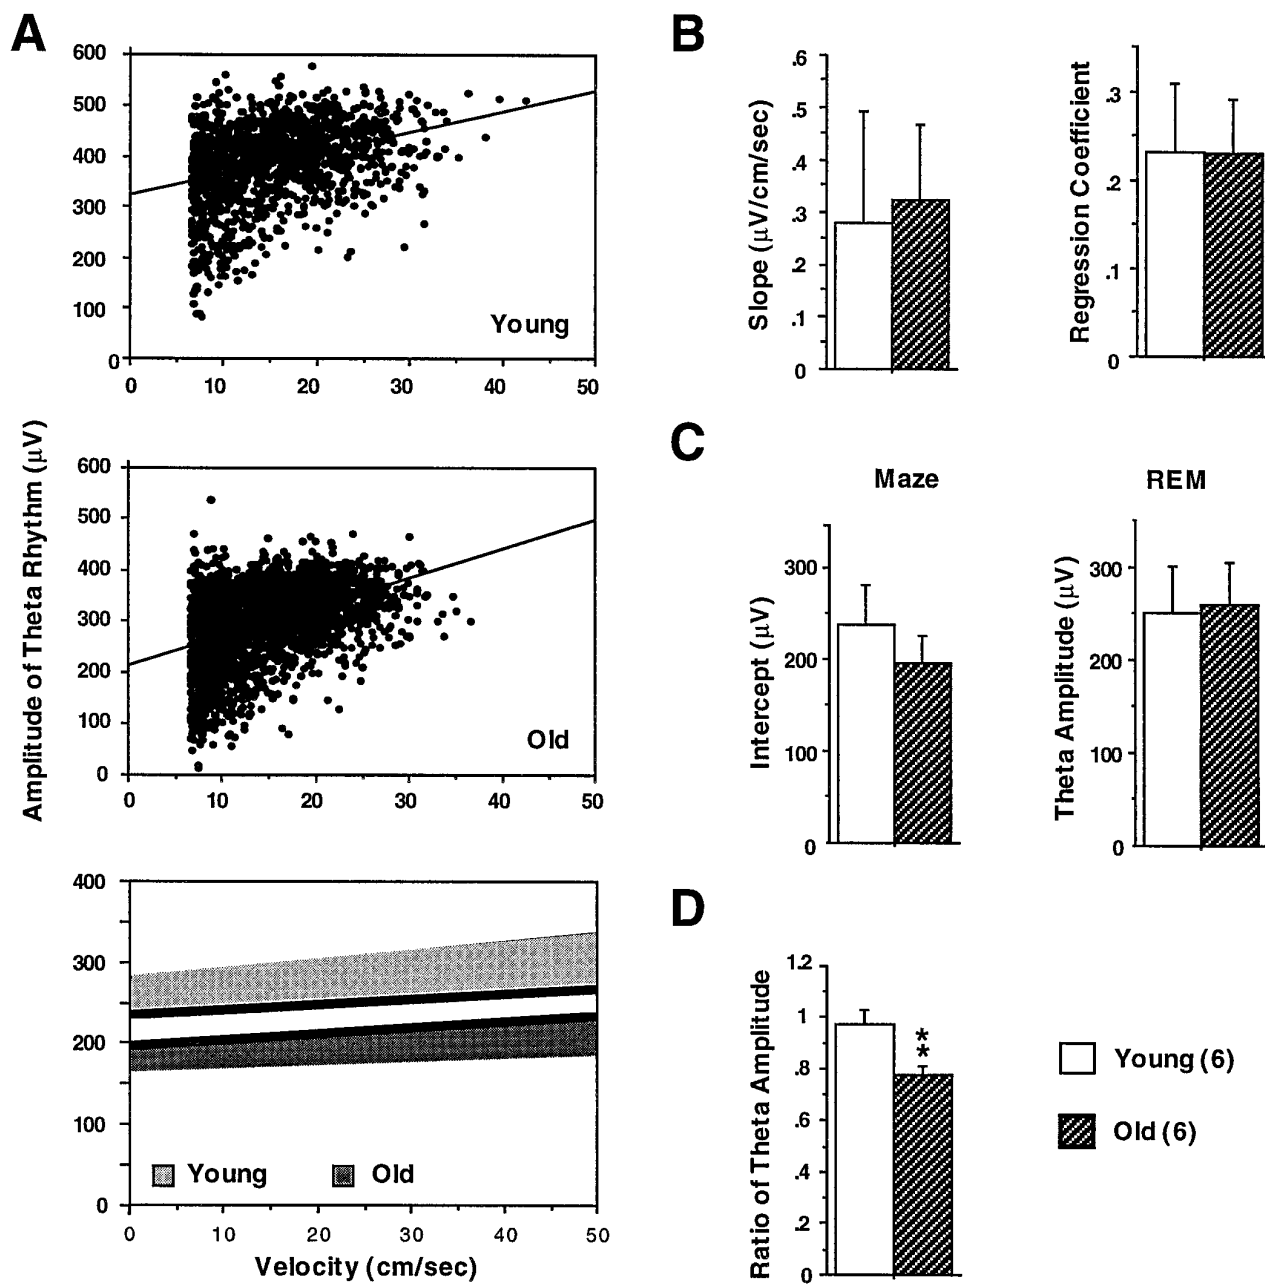 A
600
500
400
300
200
100
0
Young
0 10 20 30 40 50
Amplitude of Theta Rhythm (μV)
600
500
400
300
200
100
0
Old
0 10 20 30 40 50
400
300
200
100
0
Young Old
0 10 20 30 40 50
Velocity (cm/sec)
B
Slope (μV/cm/sec)
.6
.5
.4
.3
.2
.1
0
Regression Coefficient
.3
.2
.1
0
C
Maze
Intercept (μV)
300
200
100
0
REM
Theta Amplitude (μV)
300
200
100
0
D
Ratio of Theta Amplitude
1.2
1
.8
.6
.4
.2
0
**
Young (6)
Old (6)